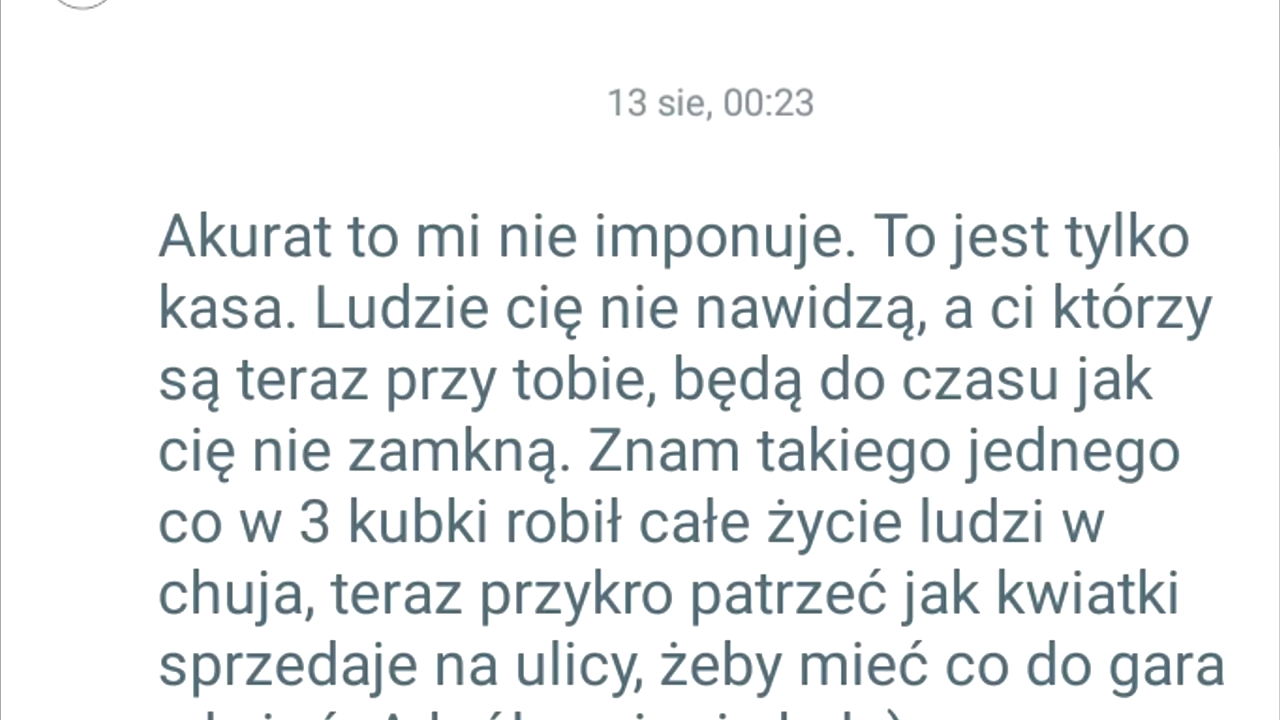 13 sie, 00:23
Akurat to mi nie imponuje. To jest tylko
kasa. Ludzie cię nie nawidzą, a ci którzy
są teraz przy tobie, będą do czasu jak
cię nie zamkną. Znam takiego jednego
co w 3 kubki robił całe życie ludzi w
chuja, teraz przykro patrzeć jak kwiatki
sprzedaje na ulicy, żeby mieć co do gara